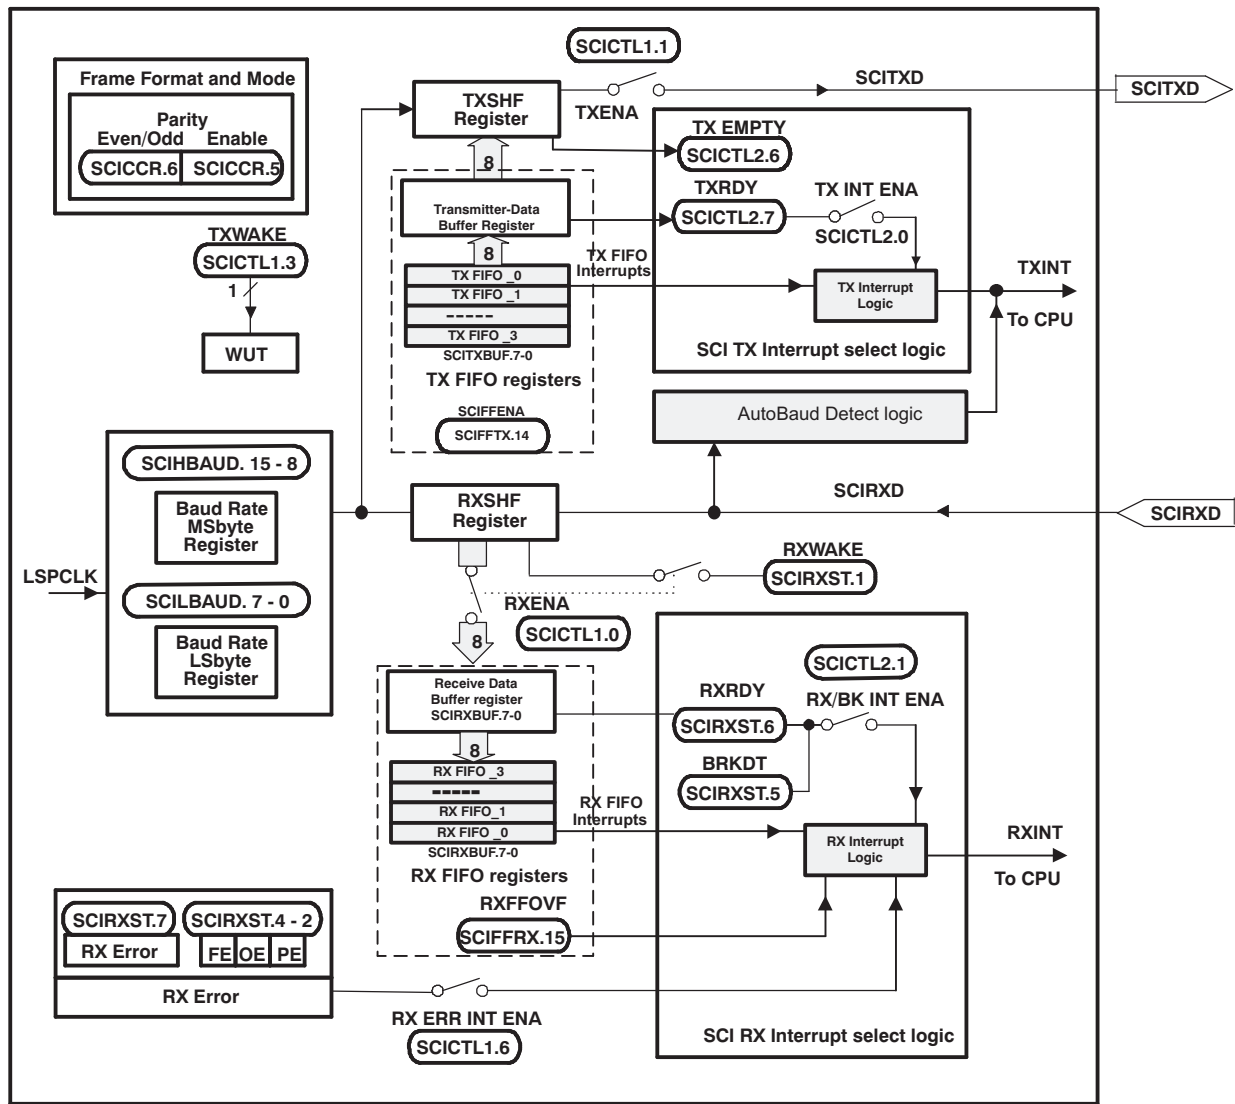 SCICTL1.1
Frame Format and Mode
Parity
Even/Odd Enable
SCICCR.6 SCICCR.5
TXSHF
Register
TXENA
SCITXD
SCITXD
8
TX EMPTY
SCICTL2.6
TXRDY
SCICTL2.7
TX INT ENA
SCICTL2.0
Transmitter-Data
Buffer Register
8
TX FIFO
Interrupts
TX FIFO _0
TX FIFO _1
-----
TX FIFO _3
SCITXBUF.7-0
TX FIFO registers
SCIFFENA
SCIFFTX.14
TX Interrupt
Logic
TXINT
To CPU
SCI TX Interrupt select logic
TXWAKE
SCICTL1.3
1
WUT
AutoBaud Detect logic
SCIHBAUD. 15 - 8
Baud Rate
MSbyte
Register
LSPCLK
SCILBAUD. 7 - 0
Baud Rate
LSbyte
Register
RXSHF
Register
SCIRXD
SCIRXD
RXWAKE
SCIRXST.1
RXENA
SCICTL1.0
8
Receive Data
Buffer register
SCIRXBUF.7-0
8
RX FIFO _3
-----
RX FIFO_1
RX FIFO _0
SCIRXBUF.7-0
RX FIFO registers
RX FIFO
Interrupts
RXFFOVF
SCIFFRX.15
SCICTL2.1
RXRDY
RX/BK INT ENA
SCIRXST.6
BRKDT
SCIRXST.5
RX Interrupt
Logic
RXINT
To CPU
SCI RX Interrupt select logic
SCIRXST.7 SCIRXST.4 - 2
RX Error FE OE PE
RX Error
RX ERR INT ENA
SCICTL1.6